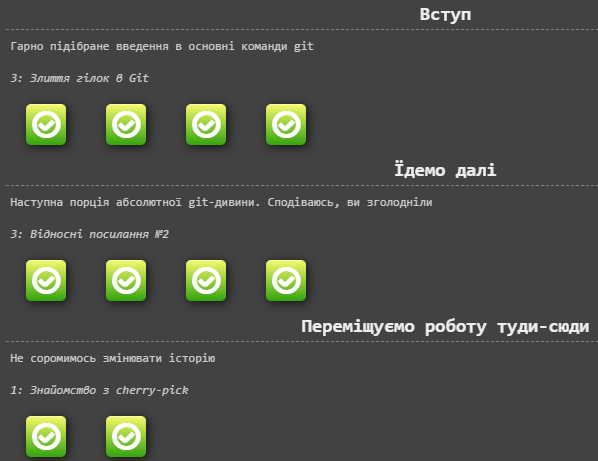 Вступ
Гарно підібране введення в основні команди git
3: Злиття гілок в Git
Їдемо далі
Наступна порція абсолютної git-дивини. Сподіваюсь, ви зголодніли
3: Відносні посилання №2
Переміщуємо роботу туди-сюди
Не соромимось змінювати історію
1: Знайомство з cherry-pick